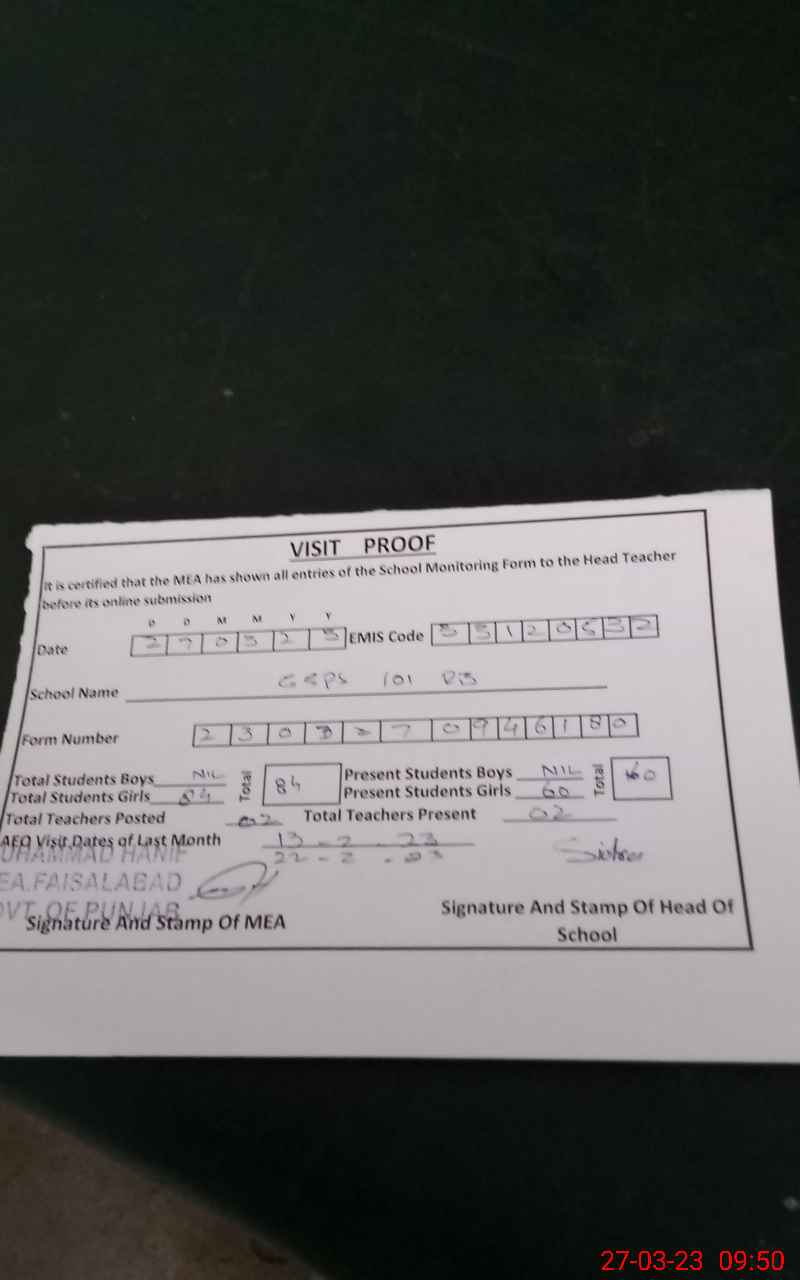 VISIT PROOF
It is certified that the MEA has shown all entries of the School Monitoring Form to the Head Teacher
before its online submission
D D M M Y Y
Date 2 7 0 3 2 3 EMIS Code 3 3 1 2 0 5 3 2
School Name GGPS 101 RB
Form Number 2 3 0 3 2 7 0 9 4 6 1 8 0
Total Students Boys NIL Total 84 Present Students Boys NIL Total 60
Total Students Girls 84 Present Students Girls 60
Total Teachers Posted 02 Total Teachers Present 02
AEO Visit Dates of Last Month 13-2-23
22-2-23
UHAMMAD HANIF
EA.FAISALABAD
OVT. OF PUNJAB
Signature And Stamp Of MEA
Signature And Stamp Of Head Of
School
27-03-23 09:50